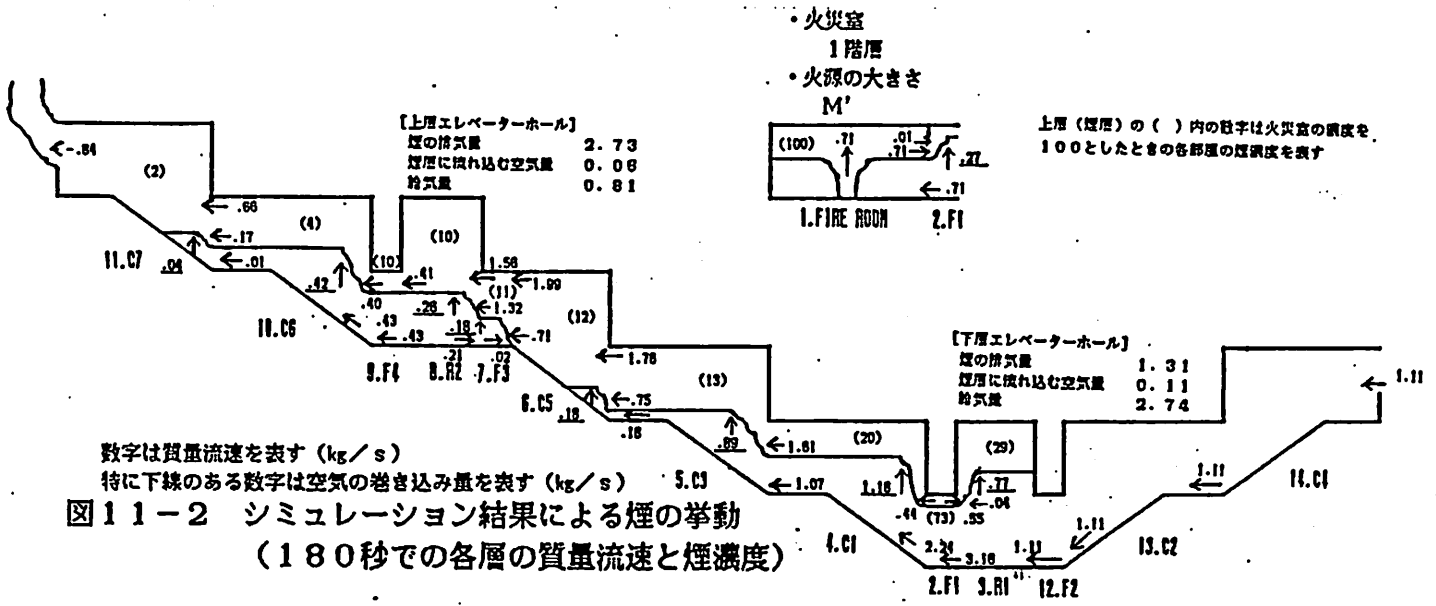 ・火災室
1階層
・火源の大きさ
M'
(100)
.71
.01
.71
.27
.71
1.FIRE ROOM
2.F1
上層（煙層）の（ ）内の数字は火災室の濃度を
100としたときの各部屋の煙濃度を表す
[上層エレベーターホール]
煙の排気量 2.73
煙層に流れ込む空気量 0.06
給気量 0.81
-.84
(2)
.66
(4)
.17
.04
.01
11.C7
(10)
(10)
.41
.42
.40
.26
.43
.43
10.C6
1.56
1.99
(11)
1.32
(12)
.18
.71
.21
.02
9.F4
8.R2
7.F3
1.78
(13)
6.C5
.18
.75
.18
.89
1.61
(20)
5.C3
1.07
[下層エレベーターホール]
煙の排気量 1.31
煙層に流れ込む空気量 0.11
給気量 2.74
(29)
1.16
.77
.04
.44
(73)
.55
4.C1
2.24
3.16
1.11
1.11
1.11
1.11
14.C4
13.C2
2.F1
3.R1
12.F2
数字は質量流速を表す（kg／s）
特に下線のある数字は空気の巻き込み量を表す（kg／s）
図11－2 シミュレーション結果による煙の挙動
（180秒での各層の質量流速と煙濃度）